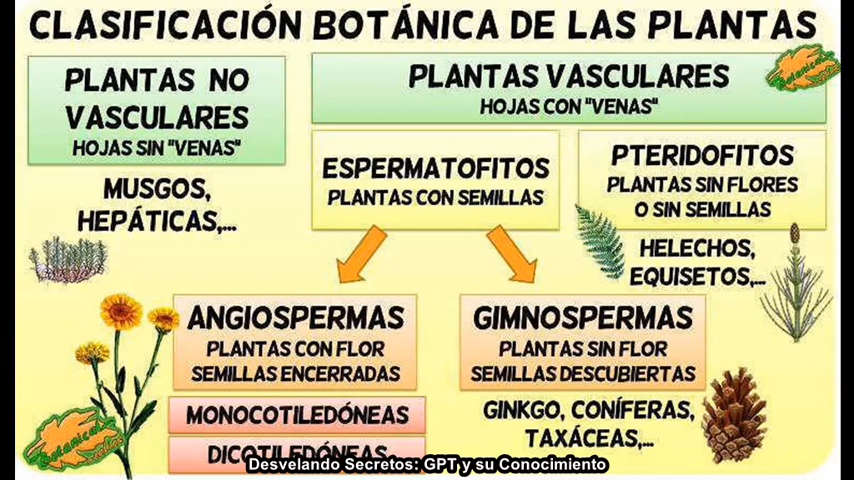 CLASIFICACIÓN BOTÁNICA DE LAS PLANTAS
PLANTAS NO
VASCULARES
HOJAS SIN "VENAS"
MUSGOS,
HEPÁTICAS,...
PLANTAS VASCULARES
HOJAS CON "VENAS"
Botanical
ESPERMATOFITOS
PLANTAS CON SEMILLAS
PTERIDOFITOS
PLANTAS SIN FLORES
O SIN SEMILLAS
HELECHOS,
EQUISETOS,...
ANGIOSPERMAS
PLANTAS CON FLOR
SEMILLAS ENCERRADAS
MONOCOTILEDÓNEAS
DICOTILEDÓNEAS
GIMNOSPERMAS
PLANTAS SIN FLOR
SEMILLAS DESCUBIERTAS
GINKGO, CONÍFERAS,
TAXÁCEAS,...
Botanical
Desvelando Secretos: GPT y su Conocimiento